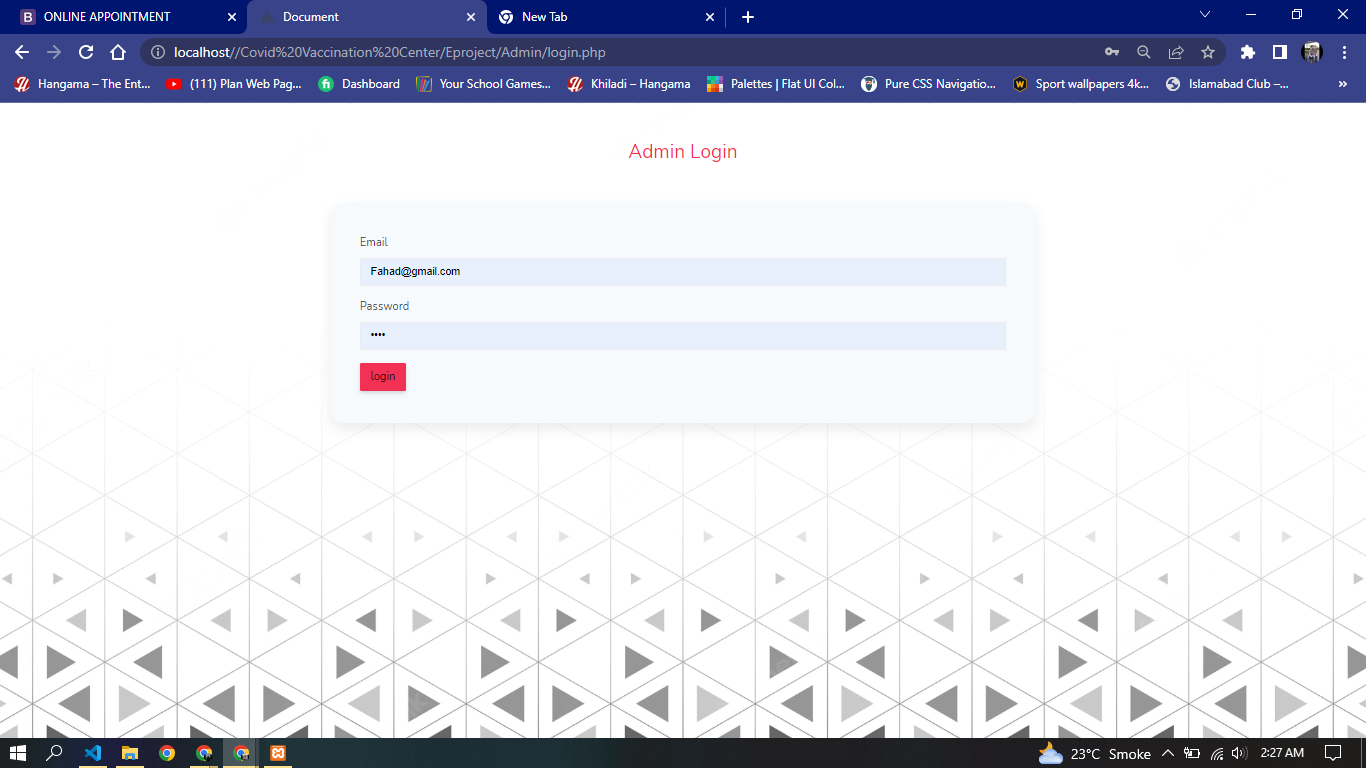 ONLINE APPOINTMENT
Document
New Tab
localhost//Covid%20Vaccination%20Center/Eproject/Admin/login.php
Hangama – The Ent...
(111) Plan Web Pag...
Dashboard
Your School Games...
Khiladi – Hangama
Palettes | Flat UI Col...
Pure CSS Navigatio...
Sport wallpapers 4k...
Islamabad Club –...
»
Admin Login
Email
Fahad@gmail.com
Password
••••
login
23°C Smoke
2:27 AM